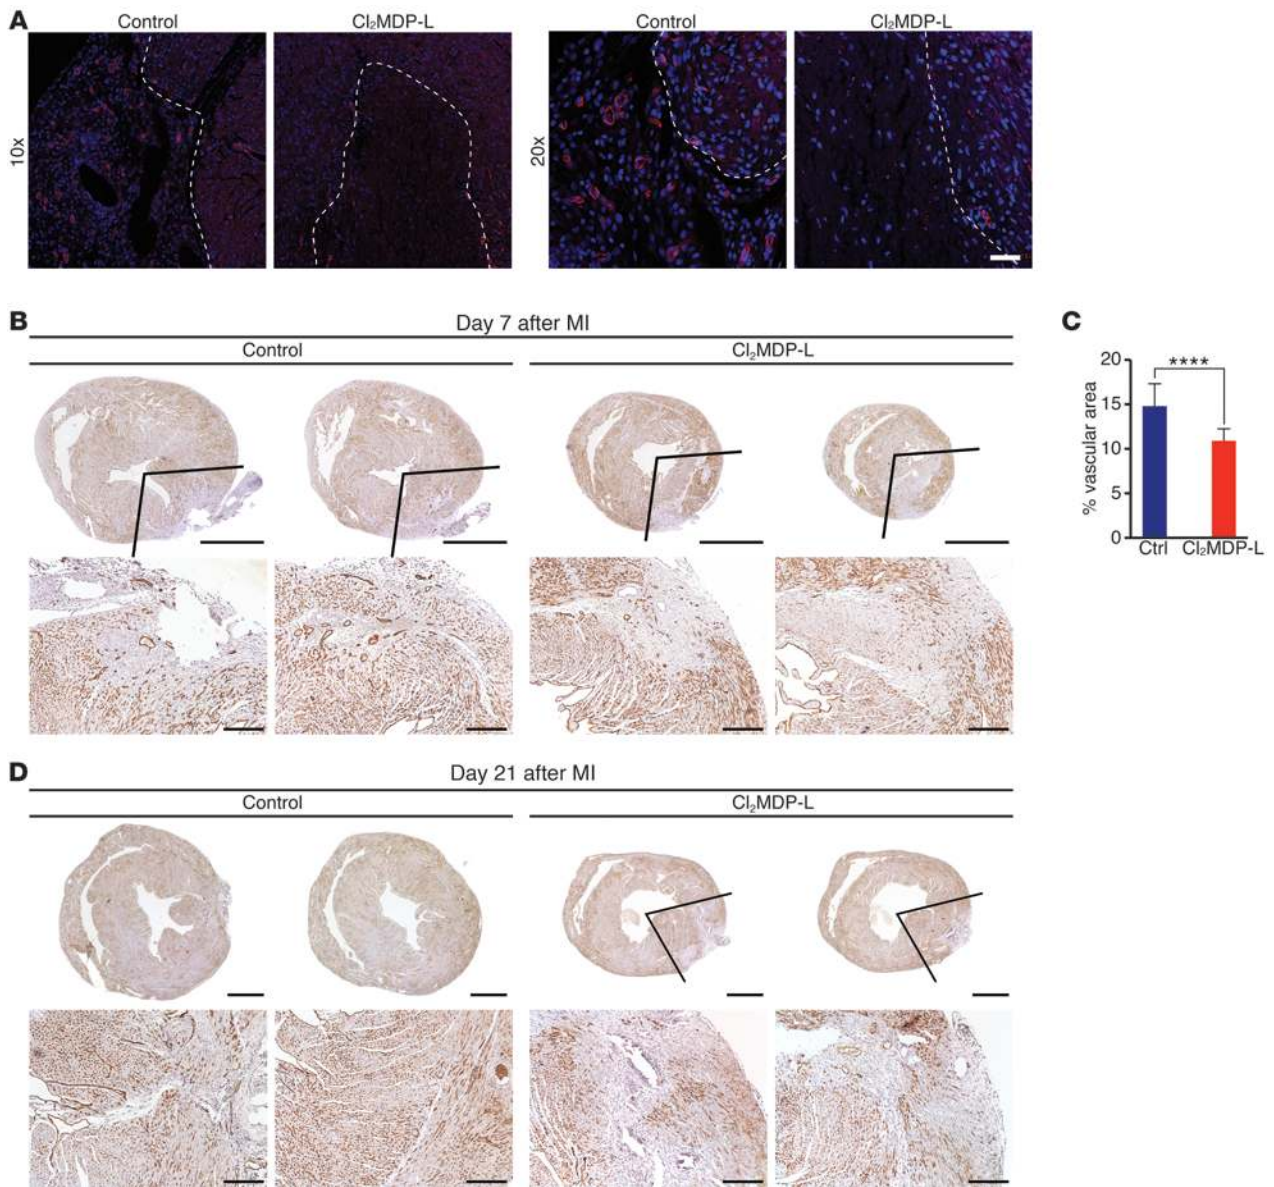 A
Control
Cl₂MDP-L
Control
Cl₂MDP-L
10x
20x
B
Day 7 after MI
Control
Cl₂MDP-L
C
% vascular area
20
15
10
5
0
****
Ctrl
Cl₂MDP-L
D
Day 21 after MI
Control
Cl₂MDP-L